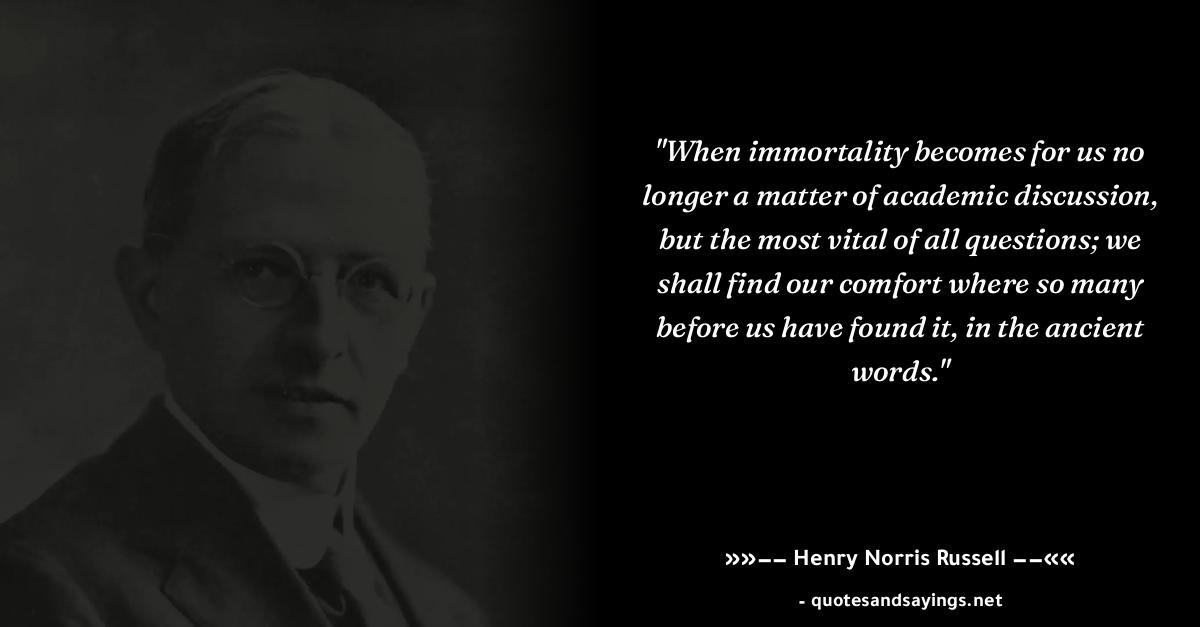 "When immortality becomes for us no
longer a matter of academic discussion,
but the most vital of all questions; we
shall find our comfort where so many
before us have found it, in the ancient
words."
»»−− Henry Norris Russell −−««
- quotesandsayings.net